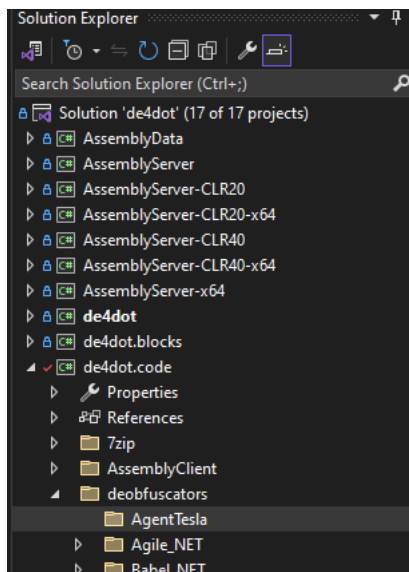 Solution Explorer
Search Solution Explorer (Ctrl+;)
Solution 'de4dot' (17 of 17 projects)
C# AssemblyData
C# AssemblyServer
C# AssemblyServer-CLR20
C# AssemblyServer-CLR20-x64
C# AssemblyServer-CLR40
C# AssemblyServer-CLR40-x64
C# AssemblyServer-x64
C# de4dot
C# de4dot.blocks
C# de4dot.code
Properties
References
7zip
AssemblyClient
deobfuscators
AgentTesla
Agile_NET
Babel_NET